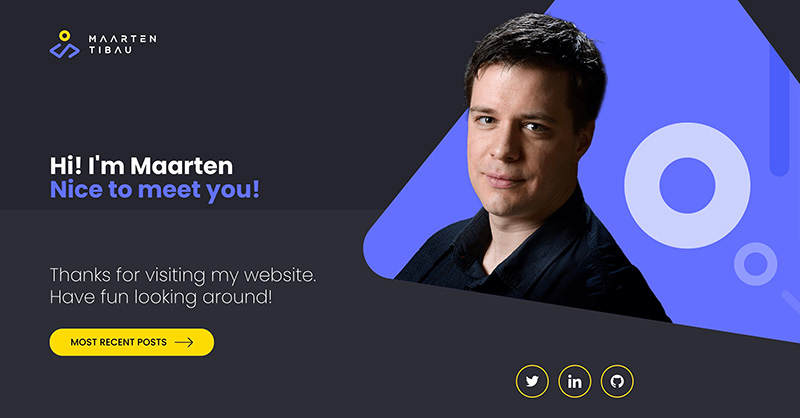 MAARTEN
TIBAU
Hi! I'm Maarten
Nice to meet you!
Thanks for visiting my website.
Have fun looking around!
MOST RECENT POSTS
in